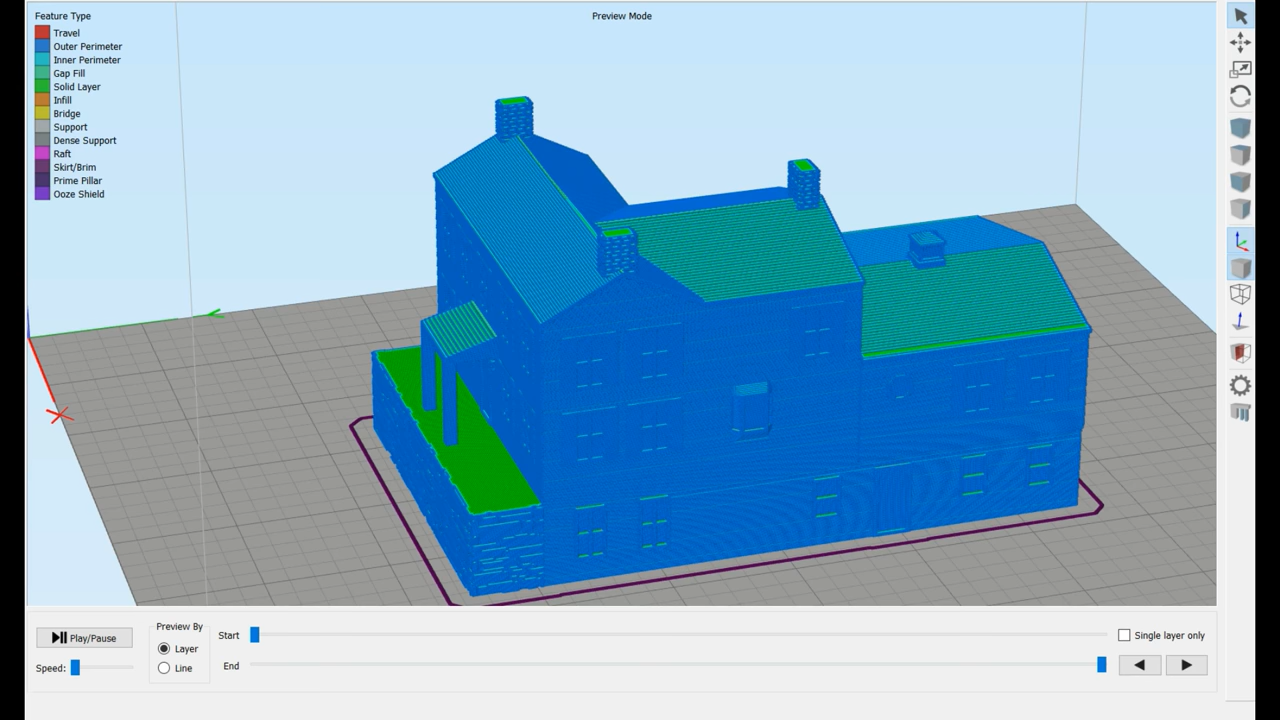 Feature Type
Preview Mode
Travel
Outer Perimeter
Inner Perimeter
Gap Fill
Solid Layer
Infill
Bridge
Support
Dense Support
Raft
Skirt/Brim
Prime Pillar
Ooze Shield
Play/Pause
Speed:
Preview By
Layer
Line
Start
End
Single layer only